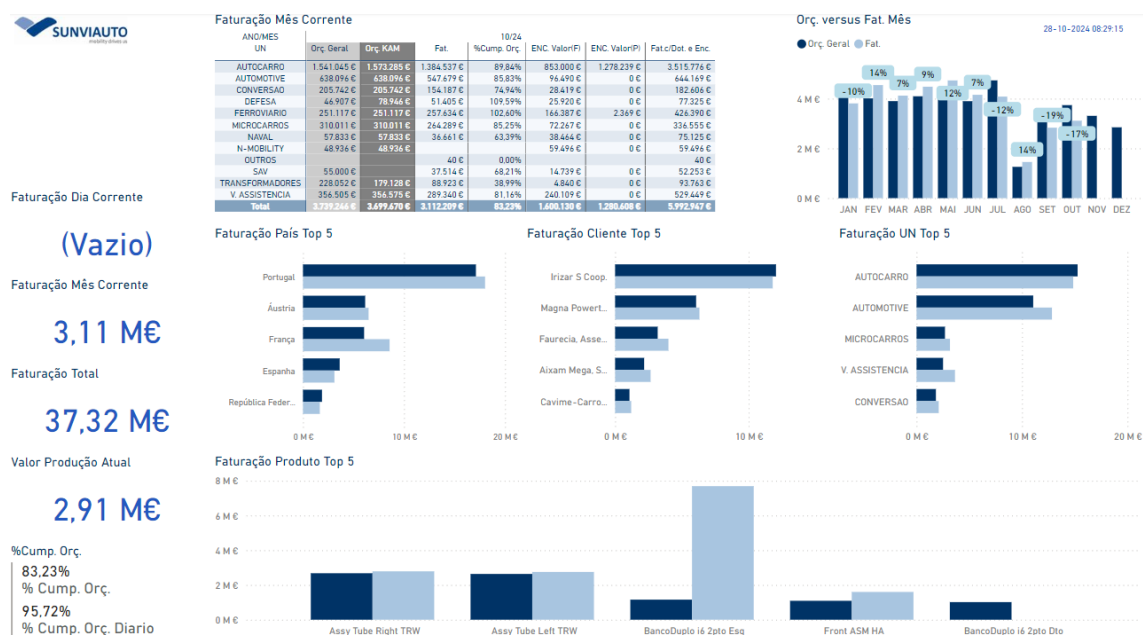 SUNVIAUTO
mobility drives us
Faturação Dia Corrente
(Vazio)
Faturação Mês Corrente
3,11 M€
Faturação Total
37,32 M€
Valor Produção Atual
2,91 M€
%Cump. Orç.
83,23%
% Cump. Orç.
95,72%
% Cump. Orç. Diario
Faturação Mês Corrente
ANO/MES 10/24
UN Orç. Geral Orç. KAM Fat. %Cump. Orç. ENC. Valor(F) ENC. Valor(P) Fat.c/Dot. e Enc.
AUTOCARRO 1.541.045 € 1.573.285 € 1.384.537 € 89,84% 853.000 € 1.278.239 € 3.515.776 €
AUTOMOTIVE 638.096 € 638.096 € 547.679 € 85,83% 96.490 € 0 € 644.169 €
CONVERSAO 205.742 € 205.742 € 154.187 € 74,94% 28.419 € 0 € 182.606 €
DEFESA 46.907 € 78.946 € 51.405 € 109,59% 25.920 € 0 € 77.325 €
FERROVIARIO 251.117 € 251.117 € 257.634 € 102,60% 166.387 € 2.369 € 426.390 €
MICROCARROS 310.011 € 310.011 € 264.289 € 85,25% 72.267 € 0 € 336.555 €
NAVAL 57.833 € 57.833 € 36.661 € 63,39% 38.464 € 0 € 75.125 €
N-MOBILITY 48.936 € 48.936 € 59.496 € 0 € 59.496 €
OUTROS 40 € 0,00% 0 € 40 €
SAV 55.000 € 37.514 € 68,21% 14.739 € 0 € 52.253 €
TRANSFORMADORES 228.052 € 179.128 € 88.923 € 38,99% 4.840 € 0 € 93.763 €
V. ASSISTENCIA 356.505 € 356.575 € 289.340 € 81,16% 240.109 € 0 € 529.449 €
Total 3.739.246 € 3.699.670 € 3.112.209 € 83,23% 1.600.130 € 1.280.608 € 5.992.947 €
Orç. versus Fat. Mês
28-10-2024 08:29:15
Orç. Geral Fat.
4 M €
2 M €
0 M €
-10%
14%
7%
9%
12%
7%
-12%
14%
-19%
-17%
JAN FEV MAR ABR MAI JUN JUL AGO SET OUT NOV DEZ
Faturação País Top 5
Portugal
Áustria
França
Espanha
República Feder...
0 M € 10 M € 20 M €
Faturação Cliente Top 5
Irizar S Coop.
Magna Powert...
Faurecia, Asse...
Aixam Mega, S...
Cavime-Carro...
0 M € 10 M €
Faturação UN Top 5
AUTOCARRO
AUTOMOTIVE
MICROCARROS
V. ASSISTENCIA
CONVERSAO
0 M € 10 M € 20 M €
Faturação Produto Top 5
8 M €
6 M €
4 M €
2 M €
0 M €
Assy Tube Right TRW Assy Tube Left TRW BancoDuplo i6 2pto Esq Front ASM HA BancoDuplo i6 2pto Dto